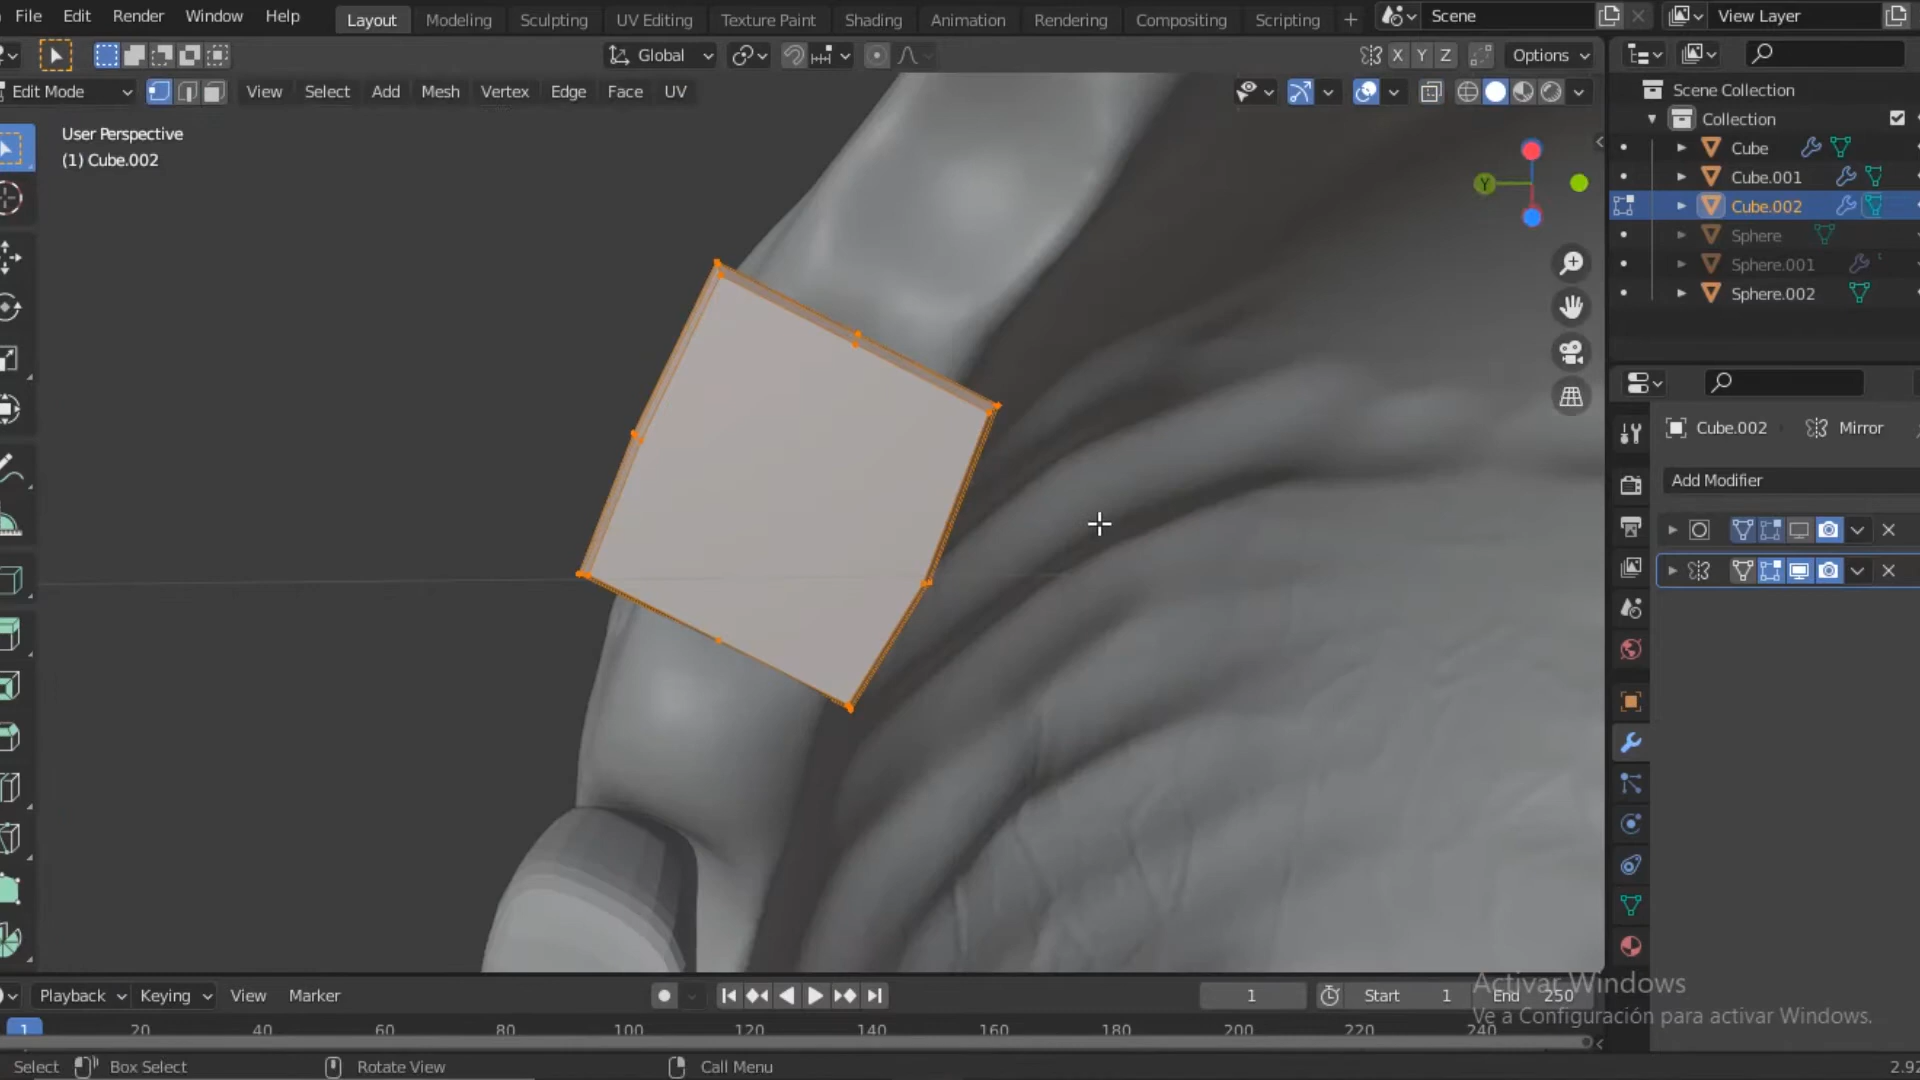 File Edit Render Window Help
Layout Modeling Sculpting UV Editing Texture Paint Shading Animation Rendering Compositing Scripting +
Scene
View Layer
Global
X Y Z
Options
Edit Mode
View Select Add Mesh Vertex Edge Face UV
User Perspective
(1) Cube.002
Y
Scene Collection
Collection
Cube
Cube.001
Cube.002
Sphere
Sphere.001
Sphere.002
Cube.002 Mirror
Add Modifier
Playback Keying View Marker
1
Start 1
End 250
1 20 40 60 80 100 120 140 160 180 200 220 240
Activar Windows
Ve a Configuración para activar Windows.
Select Box Select Rotate View Call Menu
2.92